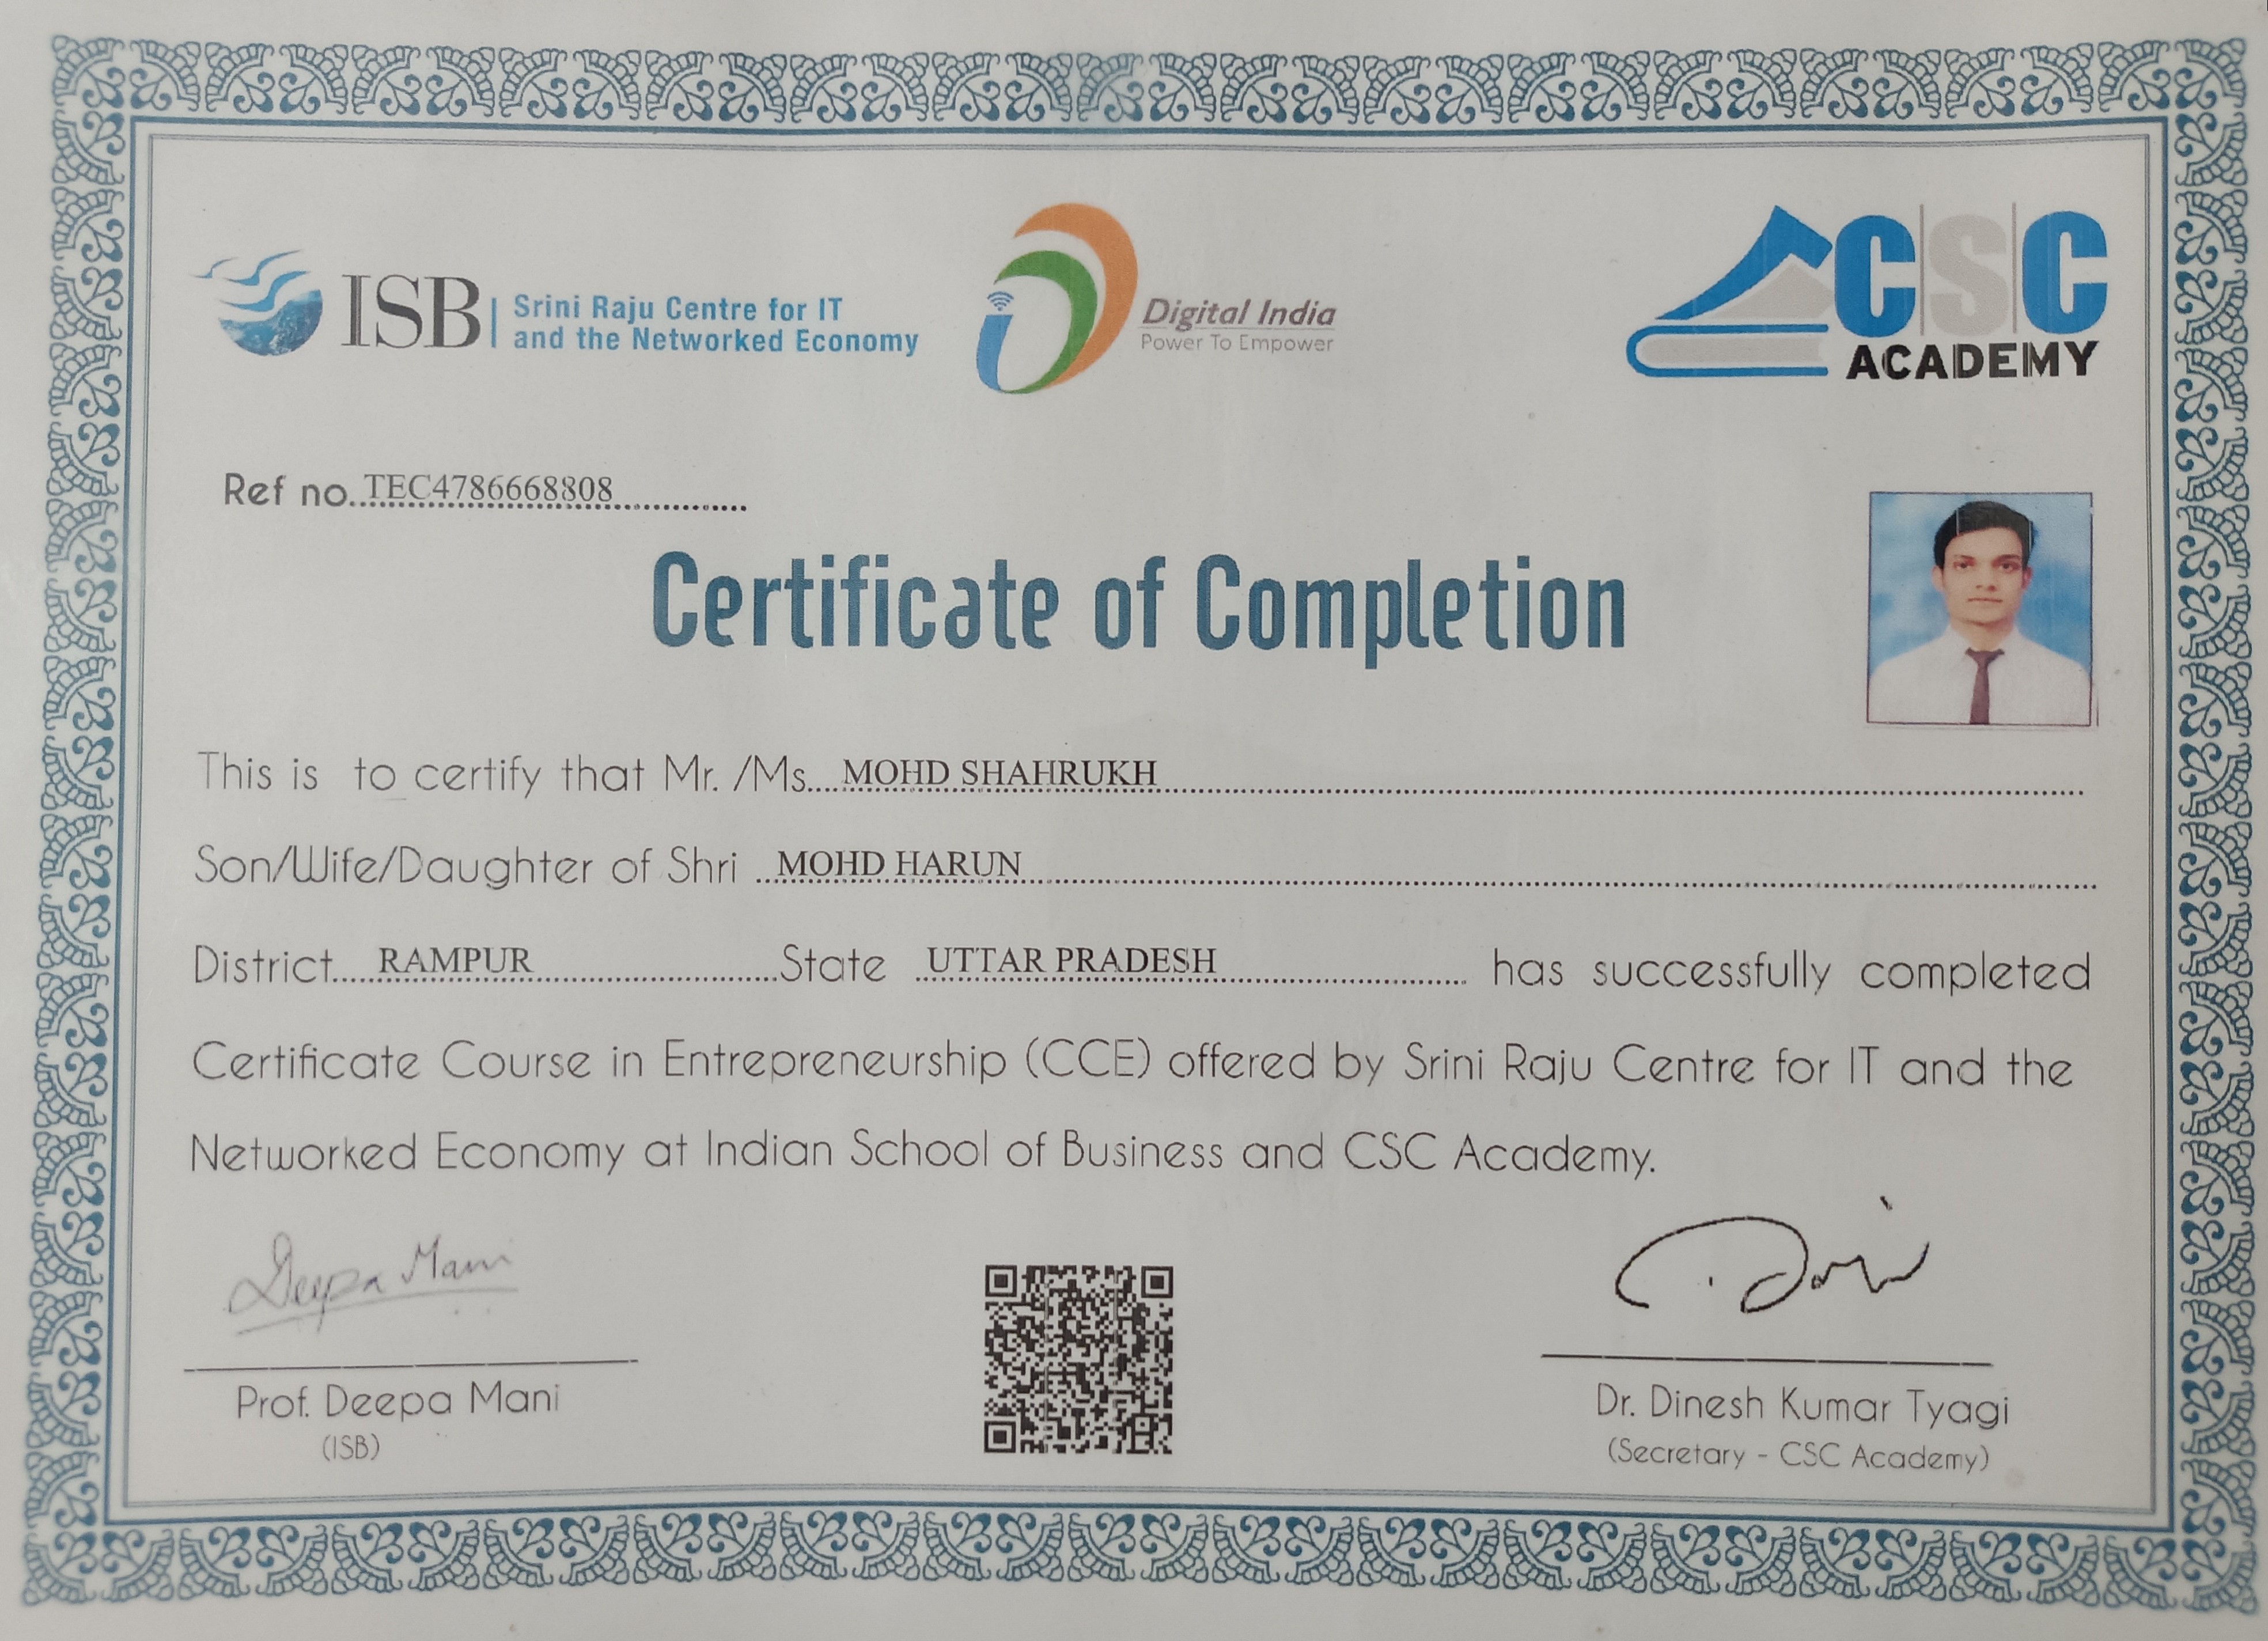 ISB Srini Raju Centre for IT
and the Networked Economy
Digital India
Power To Empower
CSC
ACADEMY
Ref no. TEC4786668808
Certificate of Completion
This is to certify that Mr. /Ms. MOHD SHAHRUKH
Son/Wife/Daughter of Shri MOHD HARUN
District RAMPUR State UTTAR PRADESH has successfully completed
Certificate Course in Entrepreneurship (CCE) offered by Srini Raju Centre for IT and the
Networked Economy at Indian School of Business and CSC Academy.
Deepa Mani
Prof. Deepa Mani
(ISB)
Dr. Dinesh Kumar Tyagi
(Secretary - CSC Academy)